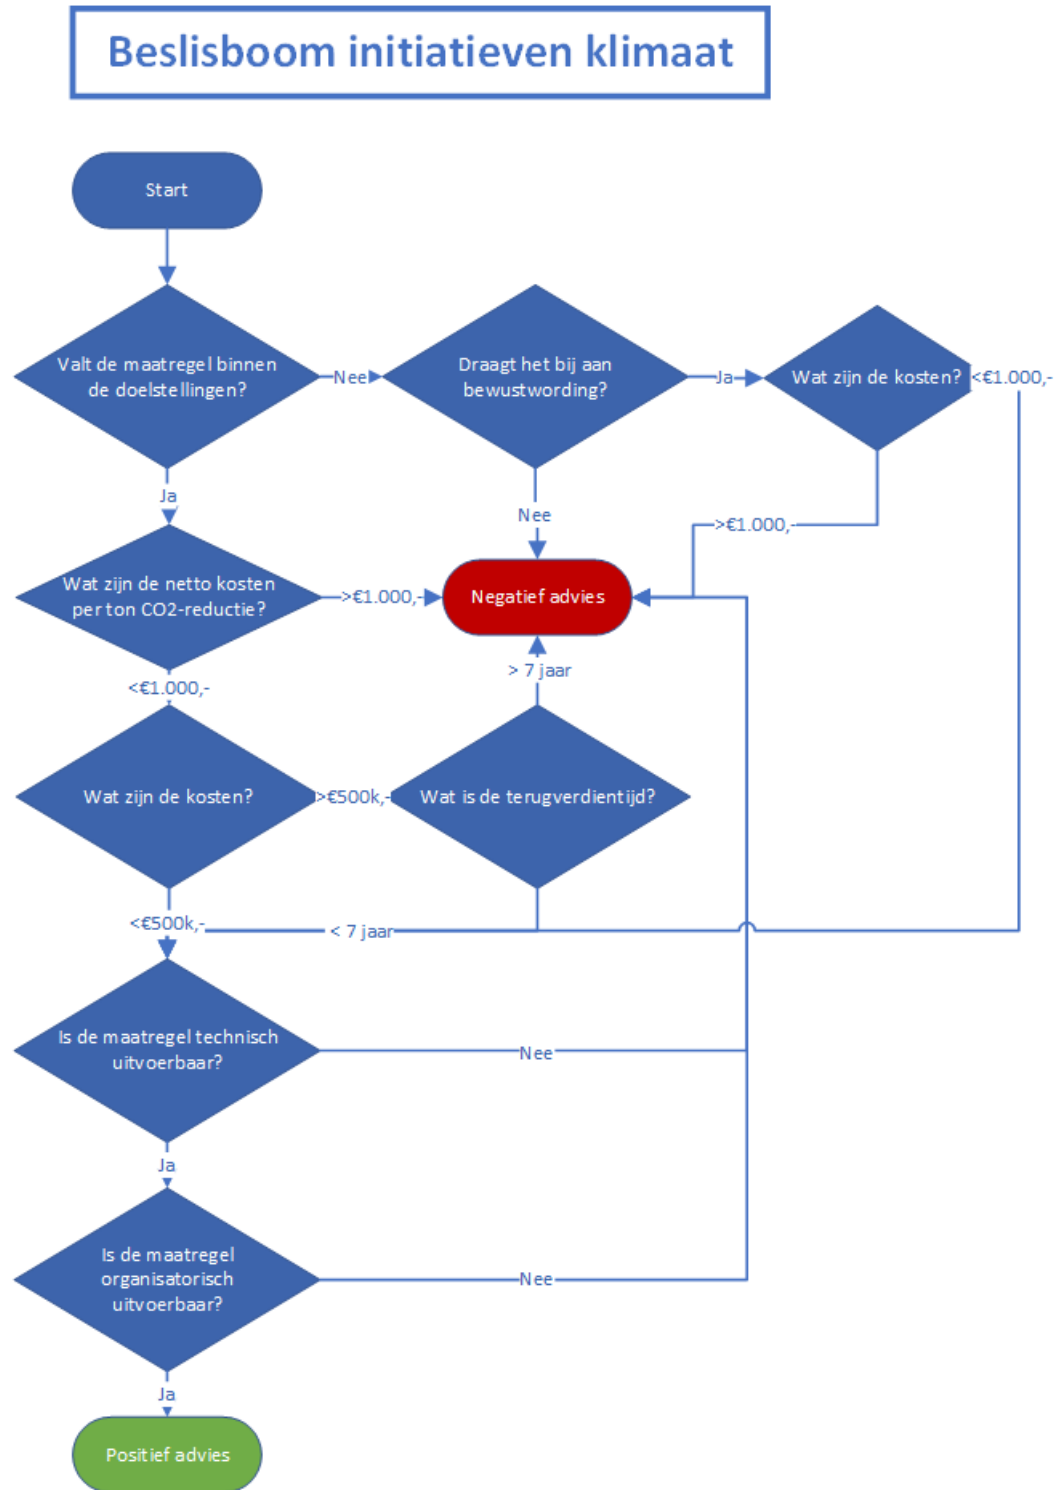 Beslisboom initiatieven klimaat
Start
Valt de maatregel binnen
de doelstellingen?
Nee
Draagt het bij aan
bewustwording?
Ja
Wat zijn de kosten?
<€1.000,-
Ja
Nee
>€1.000,-
Wat zijn de netto kosten
per ton CO2-reductie?
>€1.000,-
Negatief advies
<€1.000,-
> 7 jaar
Wat zijn de kosten?
>€500k,-
Wat is de terugverdientijd?
<€500k,-
< 7 jaar
Is de maatregel technisch
uitvoerbaar?
Nee
Ja
Is de maatregel
organisatorisch
uitvoerbaar?
Nee
Ja
Positief advies